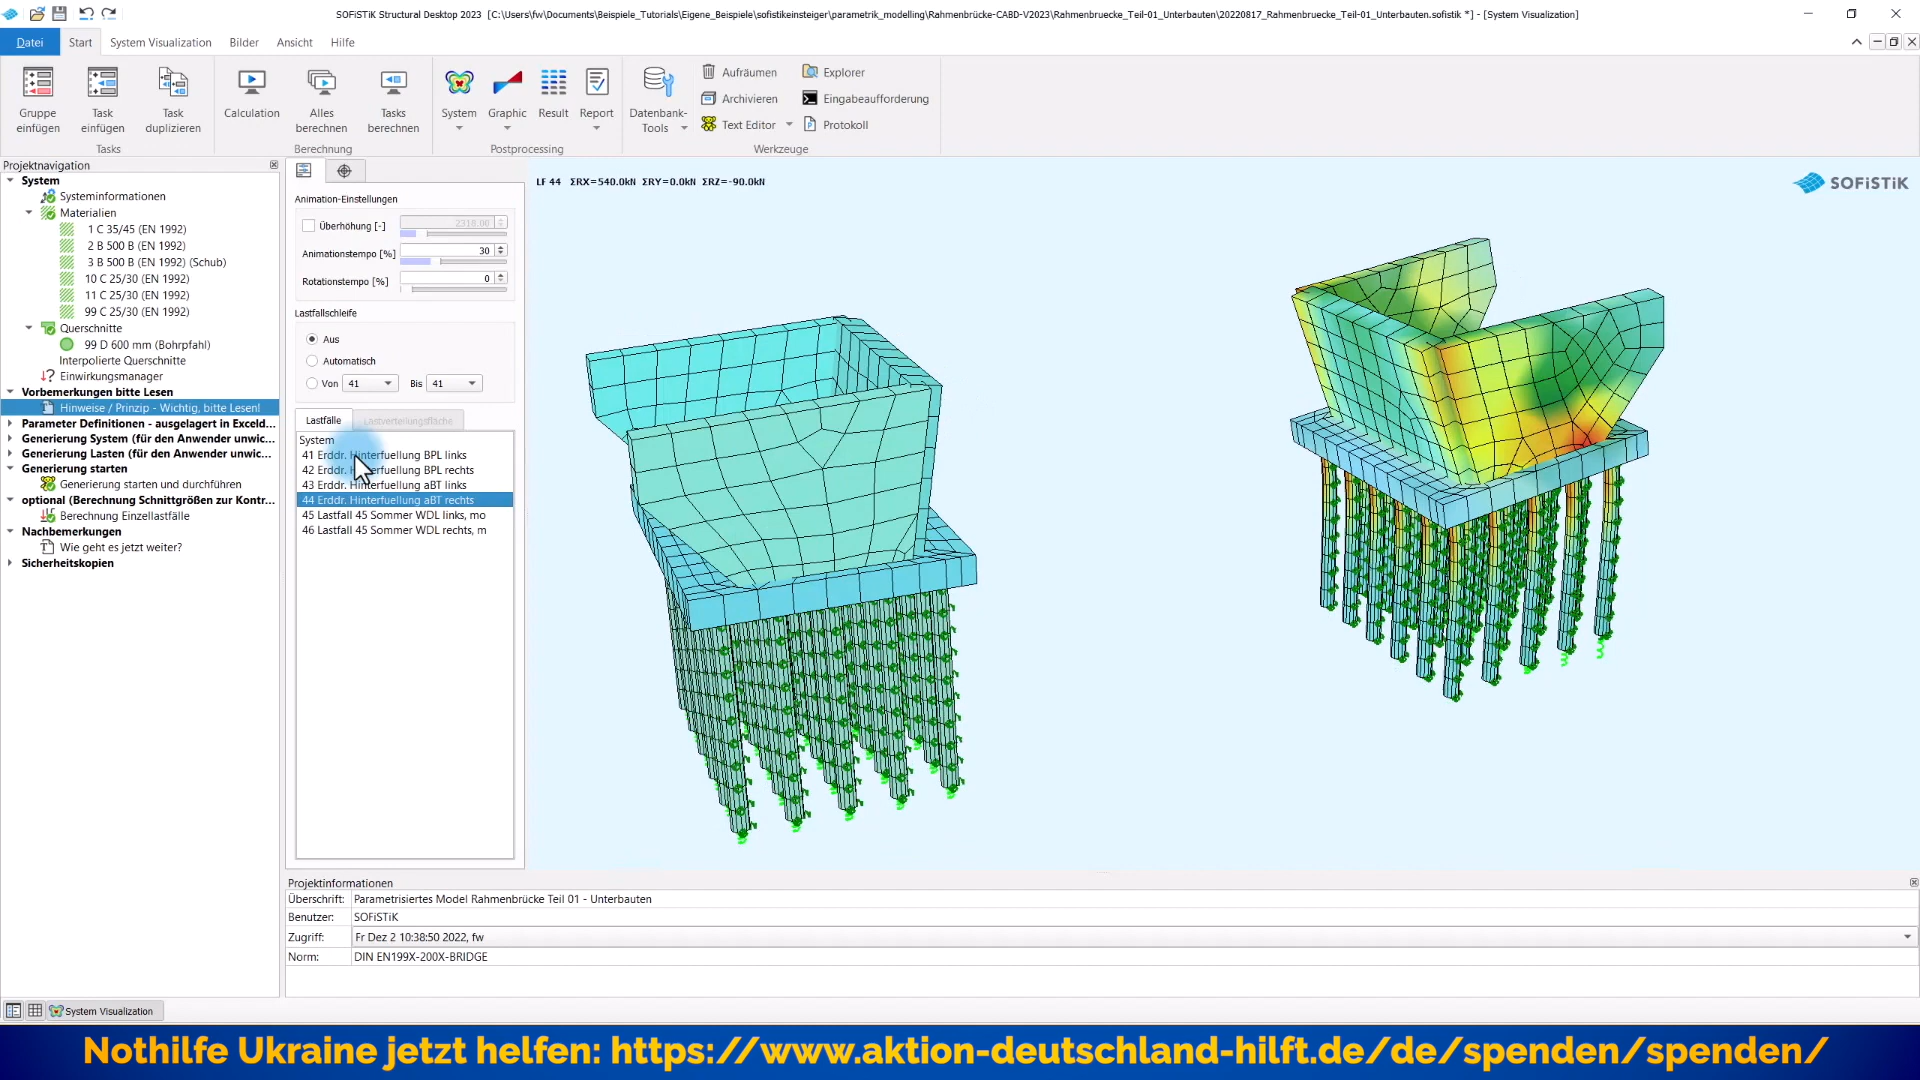 SOFiSTiK Structural Desktop 2023 [C:\Users\fw\Documents\Beispiele_Tutorials\Eigene_Beispiele\sofistikeinsteiger\parametrik_modelling\Rahmenbrücke-CABD-V2023\Rahmenbruecke_Teil-01_Unterbauten\20220817_Rahmenbruecke_Teil-01_Unterbauten.sofistik *] - [System Visualization]
Datei Start System Visualization Bilder Ansicht Hilfe
Gruppe einfügen
Task einfügen
Task duplizieren
Tasks
Calculation
Alles berechnen
Tasks berechnen
Berechnung
System
Graphic
Result
Report
Postprocessing
Datenbank-Tools
Aufräumen
Archivieren
Text Editor
Explorer
Eingabeaufforderung
Protokoll
Werkzeuge
Projektnavigation
System
Systeminformationen
Materialien
1 C 35/45 (EN 1992)
2 B 500 B (EN 1992)
3 B 500 B (EN 1992) (Schub)
10 C 25/30 (EN 1992)
11 C 25/30 (EN 1992)
99 C 25/30 (EN 1992)
Querschnitte
99 D 600 mm (Bohrpfahl)
Interpolierte Querschnitte
Einwirkungsmanager
Vorbemerkungen bitte Lesen
Hinweise / Prinzip - Wichtig, bitte Lesen!
Parameter Definitionen - ausgelagert in Exceld...
Generierung System (für den Anwender unwic...
Generierung Lasten (für den Anwender unwic...
Generierung starten
Generierung starten und durchführen
optional (Berechnung Schnittgrößen zur Kontr...
Berechnung Einzellastfälle
Nachbemerkungen
Wie geht es jetzt weiter?
Sicherheitskopien
Animation-Einstellungen
Überhöhung [-] 2318.00
Animationstempo [%] 30
Rotationstempo [%] 0
Lastfallschleife
Aus
Automatisch
Von 41 Bis 41
Lastfälle Lastverteilungsfläche
System
41 Erddr. Hinterfuellung BPL links
42 Erddr. Hinterfuellung BPL rechts
43 Erddr. Hinterfuellung aBT links
44 Erddr. Hinterfuellung aBT rechts
45 Lastfall 45 Sommer WDL links, mo
46 Lastfall 45 Sommer WDL rechts, m
LF 44 ΣRX=540.0kN ΣRY=0.0kN ΣRZ=-90.0kN
SOFiSTiK
Projektinformationen
Überschrift: Parametrisiertes Model Rahmenbrücke Teil 01 - Unterbauten
Benutzer: SOFiSTiK
Zugriff: Fr Dez 2 10:38:50 2022, fw
Norm: DIN EN199X-200X-BRIDGE
System Visualization
Nothilfe Ukraine jetzt helfen: https://www.aktion-deutschland-hilft.de/de/spenden/spenden/